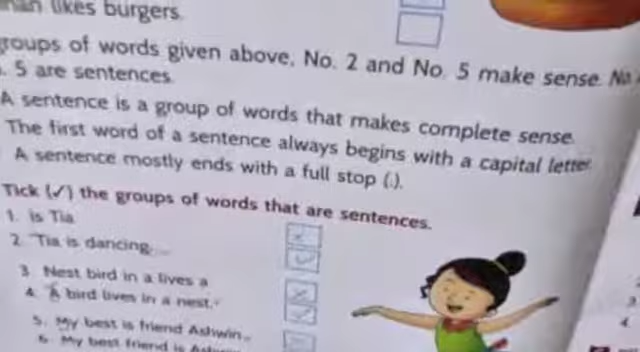 likes burgers.
groups of words given above, No. 2 and No. 5 make sense. No.
5 are sentences.
A sentence is a group of words that makes complete sense.
The first word of a sentence always begins with a capital letter.
A sentence mostly ends with a full stop (.).
Tick (✓) the groups of words that are sentences.
1. is Tia
2. Tia is dancing.
3. Nest bird in a lives a
4. A bird lives in a nest.
5. My best is friend Ashwin.
6. My best friend is